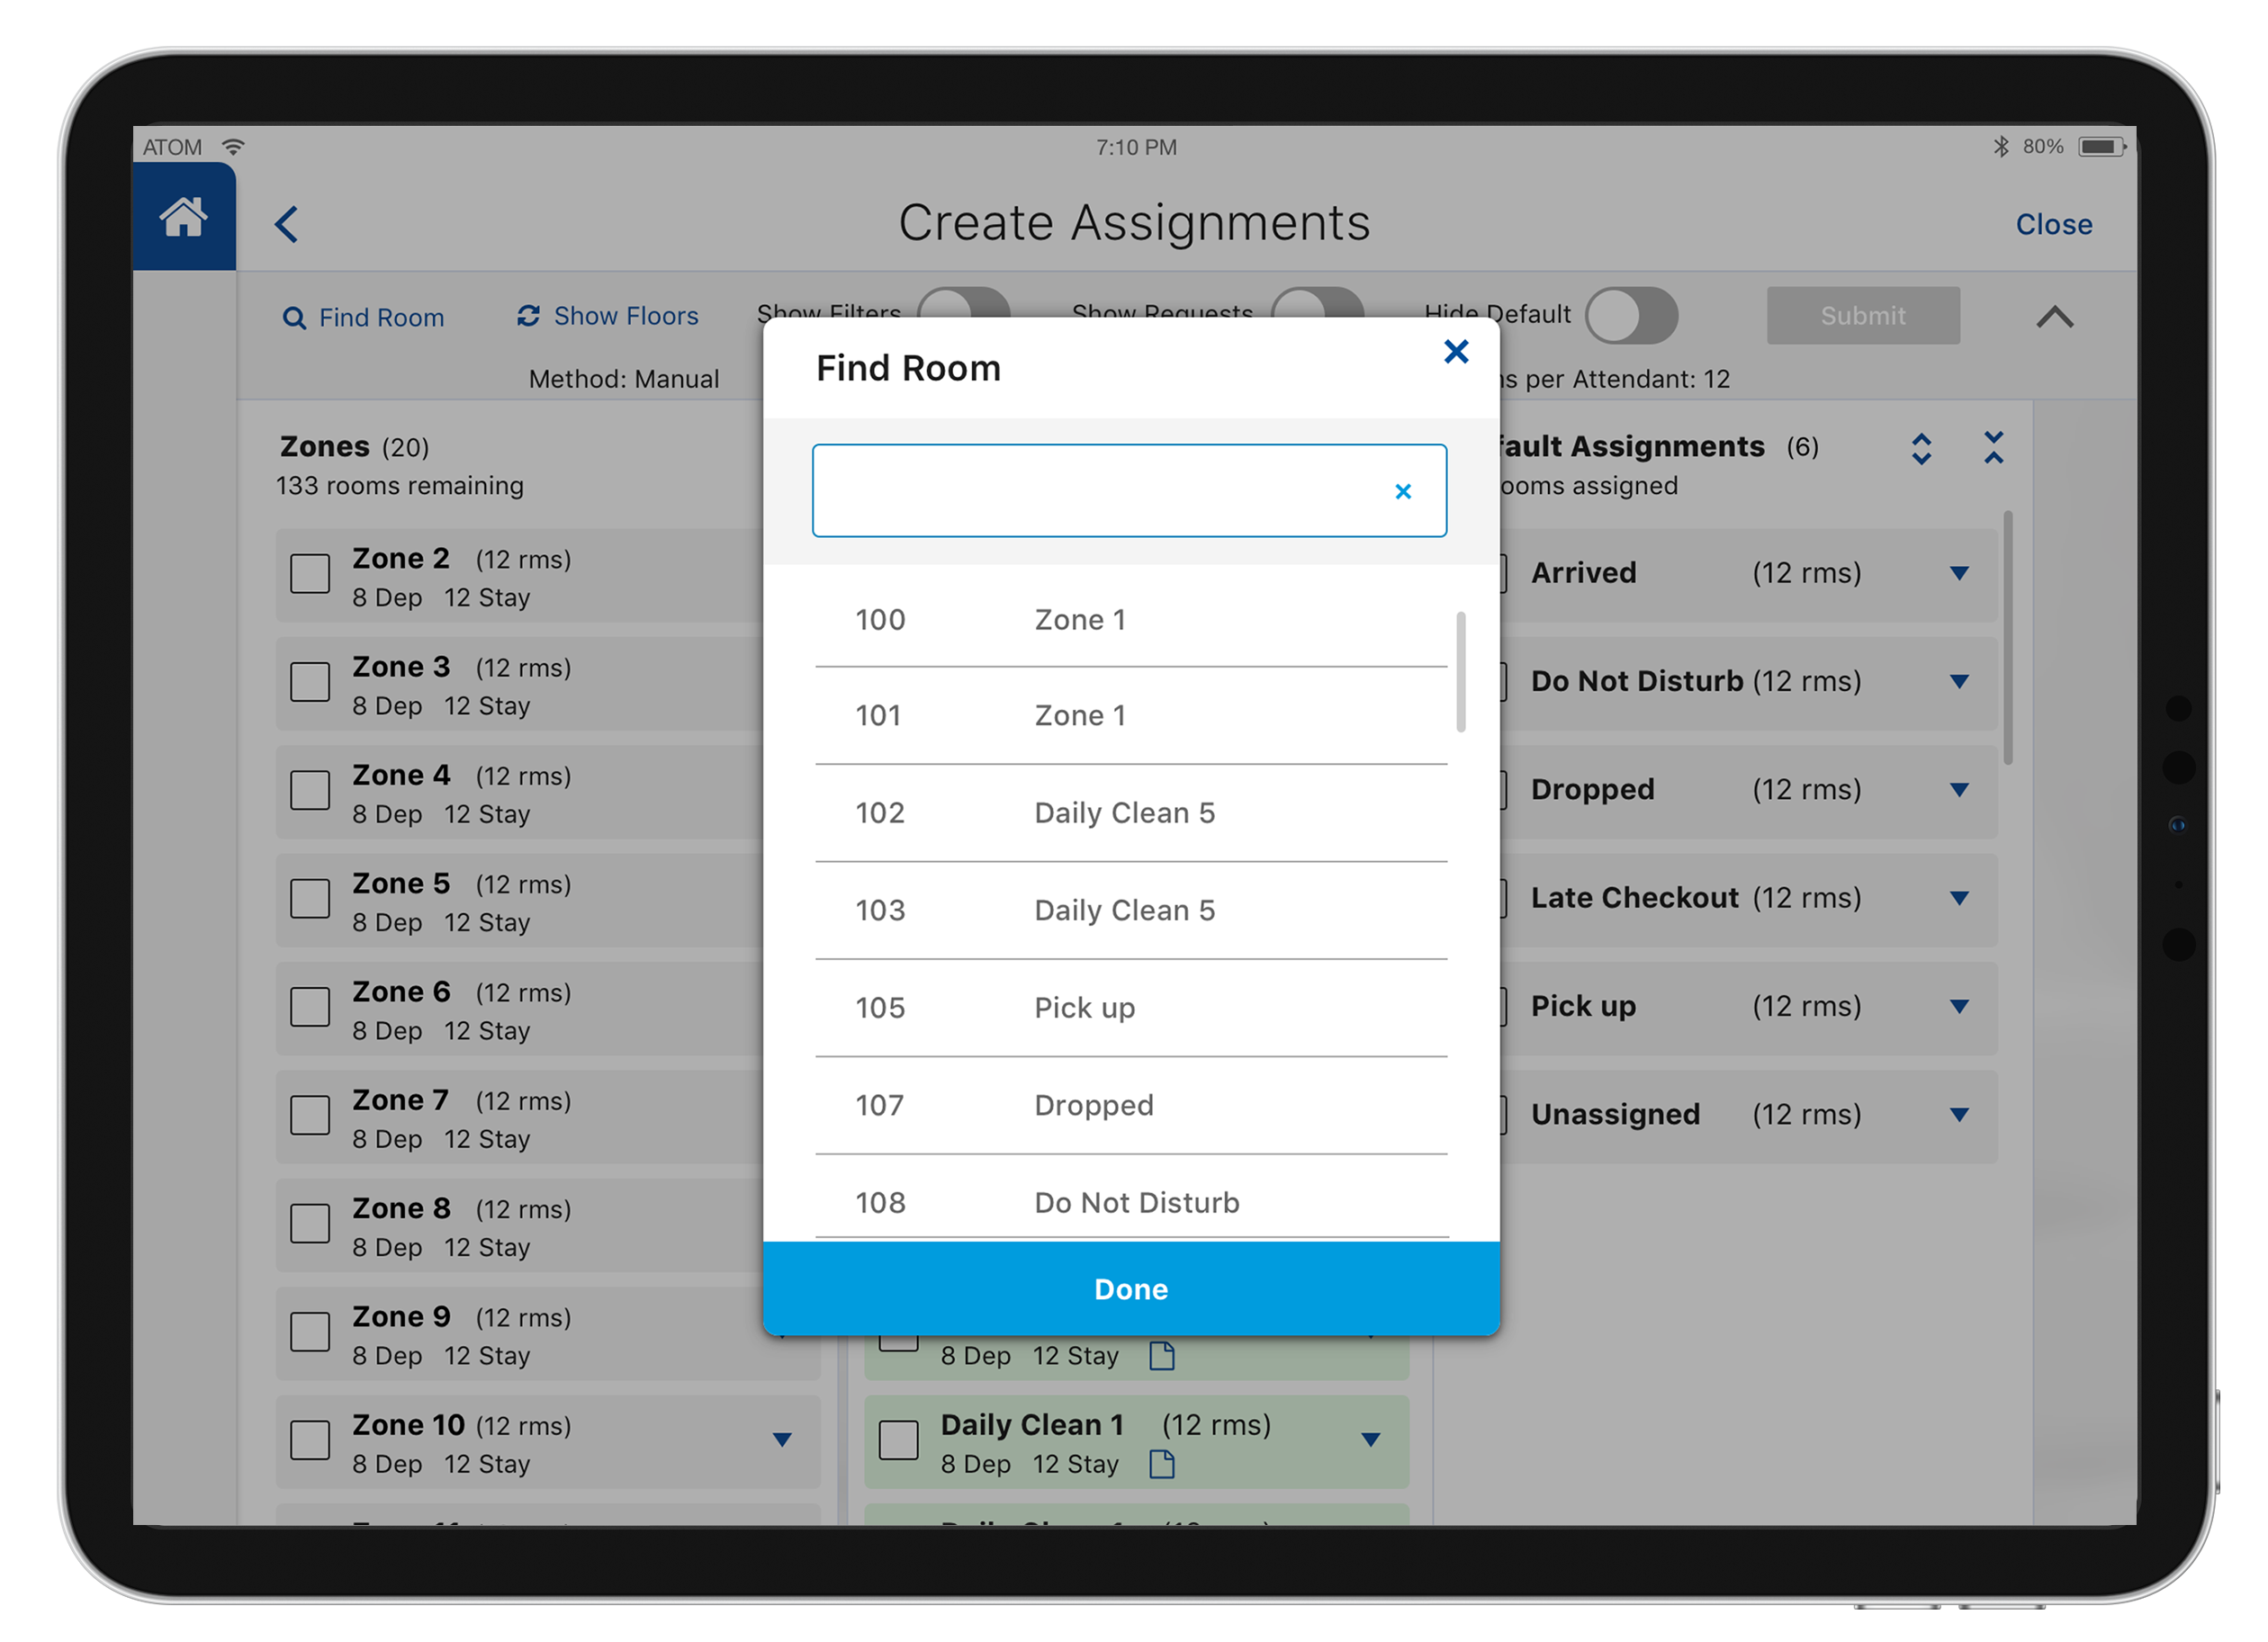 ATOM 7:10 PM 80%
Create Assignments
Close
Find Room Show Floors Show Filters Show Requests Hide Default Submit
Method: Manual per Attendant: 12
Find Room
Zones (20)
133 rooms remaining
Zone 2 (12 rms)
8 Dep 12 Stay
Zone 3 (12 rms)
8 Dep 12 Stay
Zone 4 (12 rms)
8 Dep 12 Stay
Zone 5 (12 rms)
8 Dep 12 Stay
Zone 6 (12 rms)
8 Dep 12 Stay
Zone 7 (12 rms)
8 Dep 12 Stay
Zone 8 (12 rms)
8 Dep 12 Stay
Zone 9 (12 rms)
8 Dep 12 Stay
Zone 10 (12 rms)
8 Dep 12 Stay
100 Zone 1
101 Zone 1
102 Daily Clean 5
103 Daily Clean 5
105 Pick up
107 Dropped
108 Do Not Disturb
Done
8 Dep 12 Stay
Daily Clean 1 (12 rms)
8 Dep 12 Stay
fault Assignments (6)
ooms assigned
Arrived (12 rms)
Do Not Disturb (12 rms)
Dropped (12 rms)
Late Checkout (12 rms)
Pick up (12 rms)
Unassigned (12 rms)